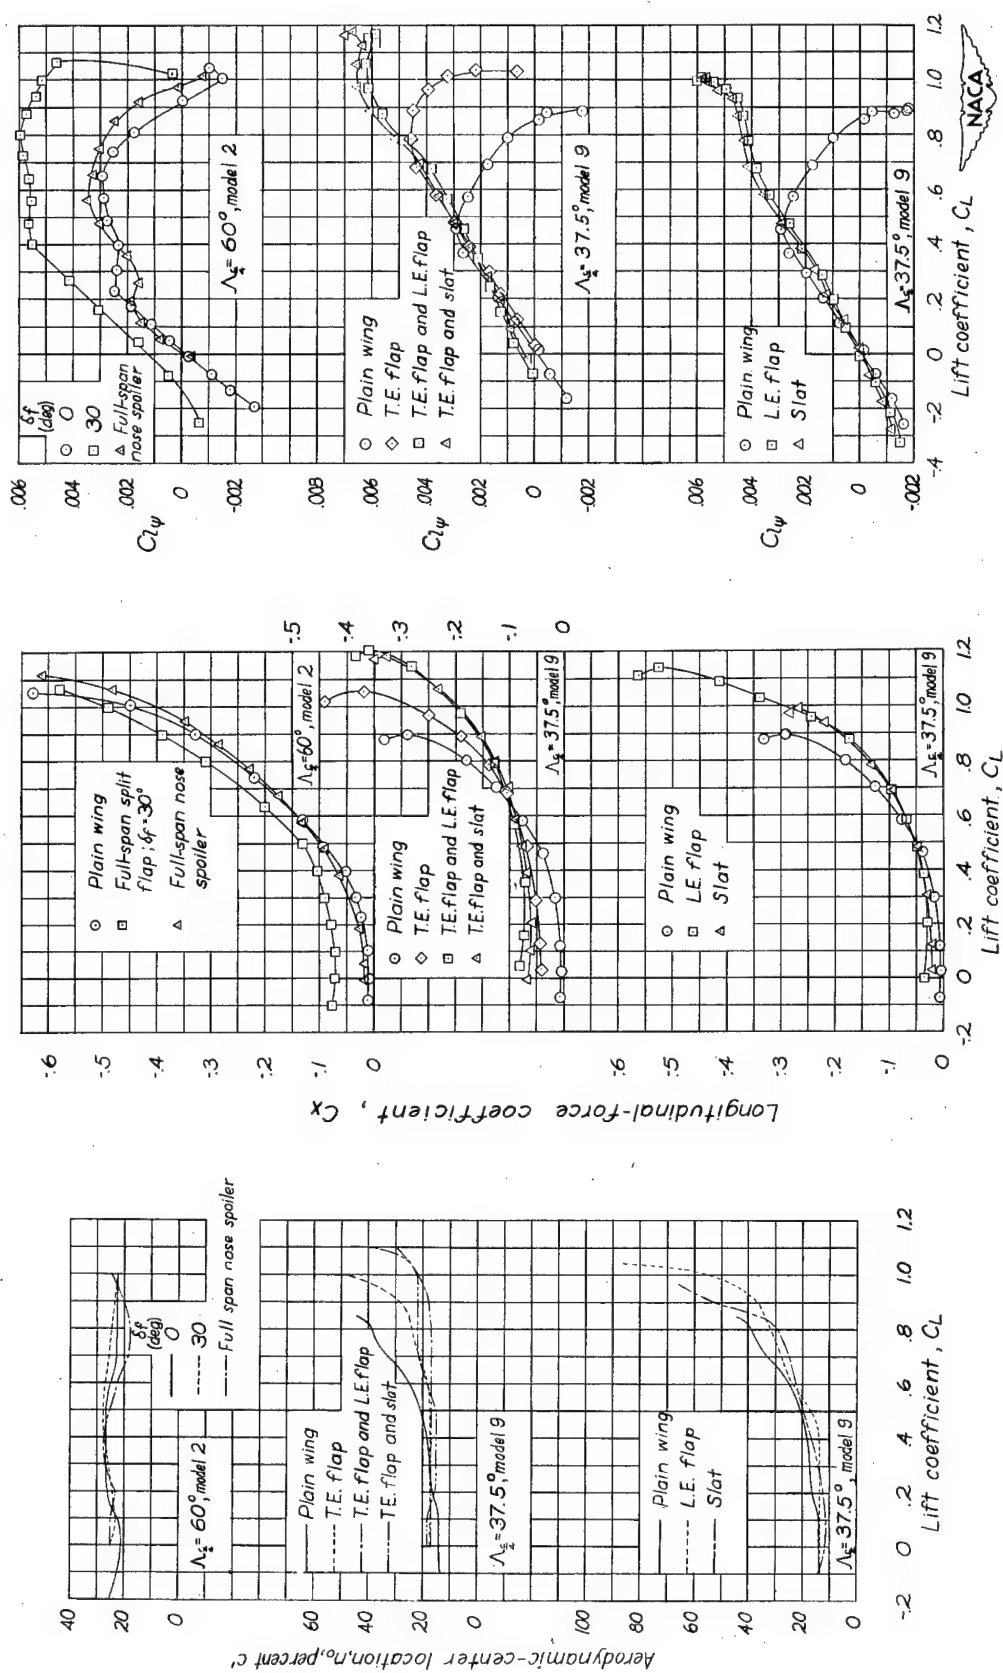 40
20
0
δf
(deg)
0
30
Full span nose spoiler
Λc/4 = 60°, model 2
100
80
60
40
20
0
Plain wing
T.E. flap
T.E. flap and L.E. flap
T.E. flap and slat
Λc/4 = 37.5°, model 9
80
60
40
20
0
Plain wing
L.E. flap
Slat
Λc/4 = 37.5°, model 9
-.2 0 .2 .4 .6 .8 1.0 1.2
Lift coefficient, CL
Aerodynamic-center location, n₀, percent c'
-.6
-.5
-.4
-.3
-.2
-.1
0
Plain wing
Full-span split
flap; δf=30°
Full-span nose
spoiler
Λc/4 = 60°, model 2
-.5
-.4
-.3
-.2
-.1
0
Plain wing
T.E. flap
T.E. flap and L.E. flap
T.E. flap and slat
Λc/4 = 37.5°, model 9
-.4
-.3
-.2
-.1
0
Plain wing
L.E. flap
Slat
Λc/4 = 37.5°, model 9
-.2 0 .2 .4 .6 .8 1.0 1.2
Lift coefficient, CL
Longitudinal-force coefficient, Cx
.006
.004
.002
0
-.002
Clψ
δf
(deg)
0
30
Full-span
nose spoiler
Λc/4 = 60°, model 2
.008
.006
.004
.002
0
Clψ
Plain wing
T.E. flap
T.E. flap and L.E. flap
T.E. flap and slat
Λc/4 = 37.5°, model 9
.006
.004
.002
0
-.002
Clψ
Plain wing
L.E. flap
Slat
Λc/4 = 37.5°, model 9
-.4 -.2 0 .2 .4 .6 .8 1.0 1.2
Lift coefficient, CL
NACA